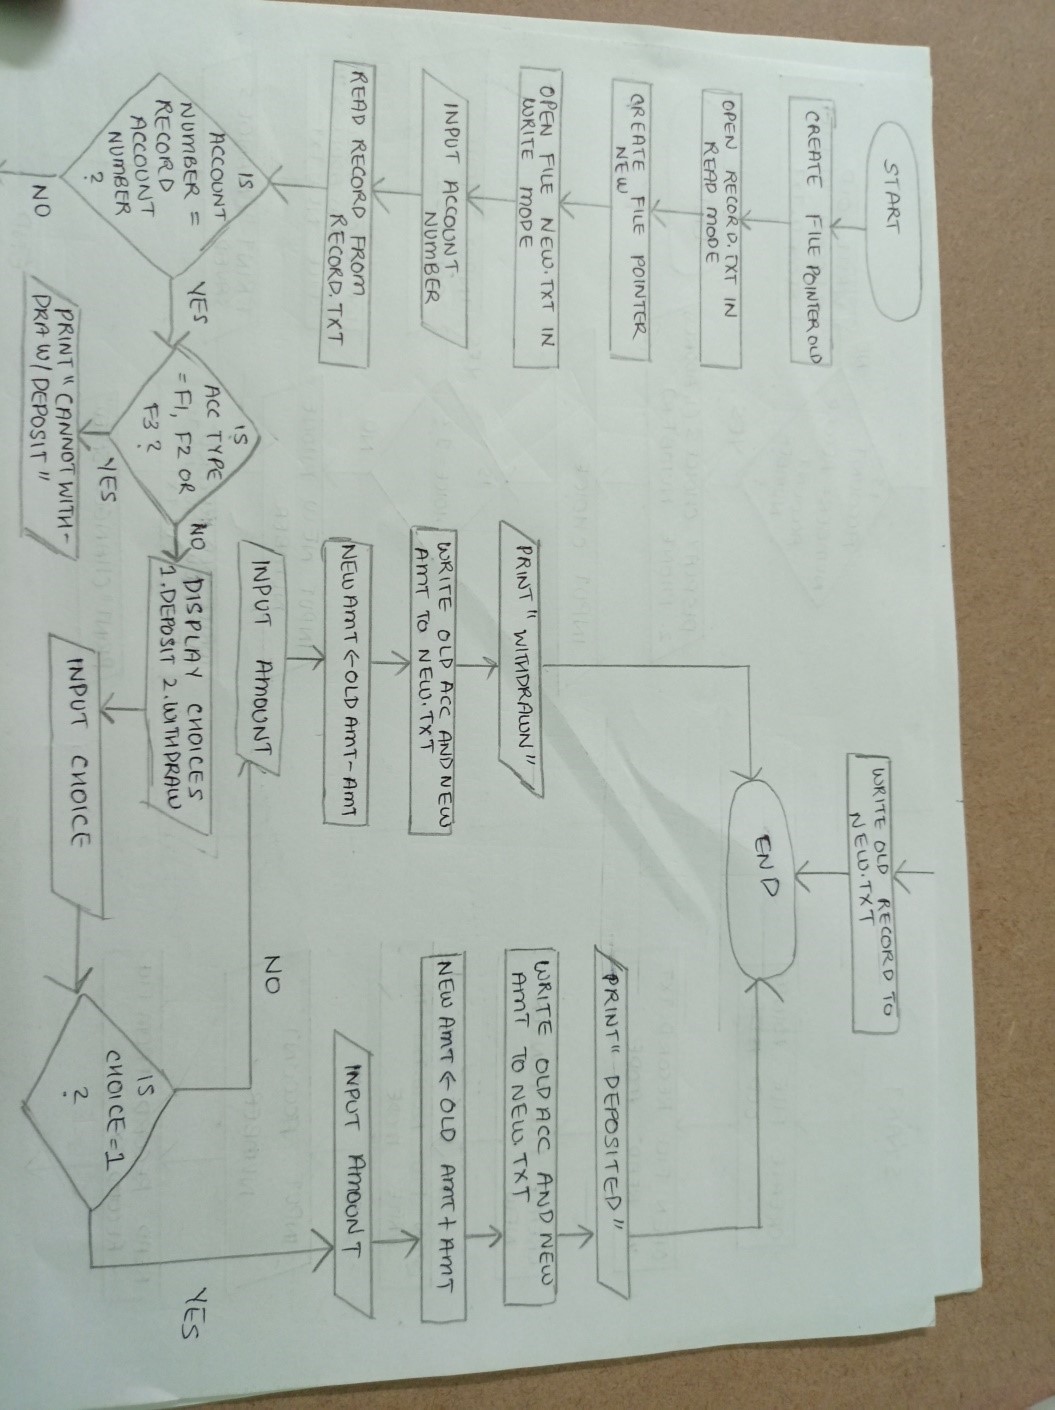 START
CREATE FILE POINTER OLD
OPEN RECORD.TXT IN
READ MODE
CREATE FILE POINTER
NEW
OPEN FILE NEW.TXT IN
WRITE MODE
INPUT ACCOUNT
NUMBER
READ RECORD FROM
RECORD.TXT
IS
ACCOUNT
NUMBER =
RECORD
ACCOUNT
NUMBER
?
YES
NO
IS
ACC TYPE
= F1, F2 OR
F3 ?
YES
PRINT " CANNOT WITH-
DRAW/DEPOSIT "
NO
DISPLAY CHOICES
1.DEPOSIT 2.WITHDRAW
INPUT CHOICE
IS
CHOICE=1
?
NO
INPUT AMOUNT
NEW AMT ← OLD AMT - AMT
WRITE OLD ACC AND NEW
AMT TO NEW.TXT
PRINT " WITHDRAWN "
YES
INPUT AMOUNT
NEW AMT ← OLD AMT + AMT
WRITE OLD ACC AND NEW
AMT TO NEW.TXT
PRINT " DEPOSITED "
WRITE OLD RECORD TO
NEW.TXT
END